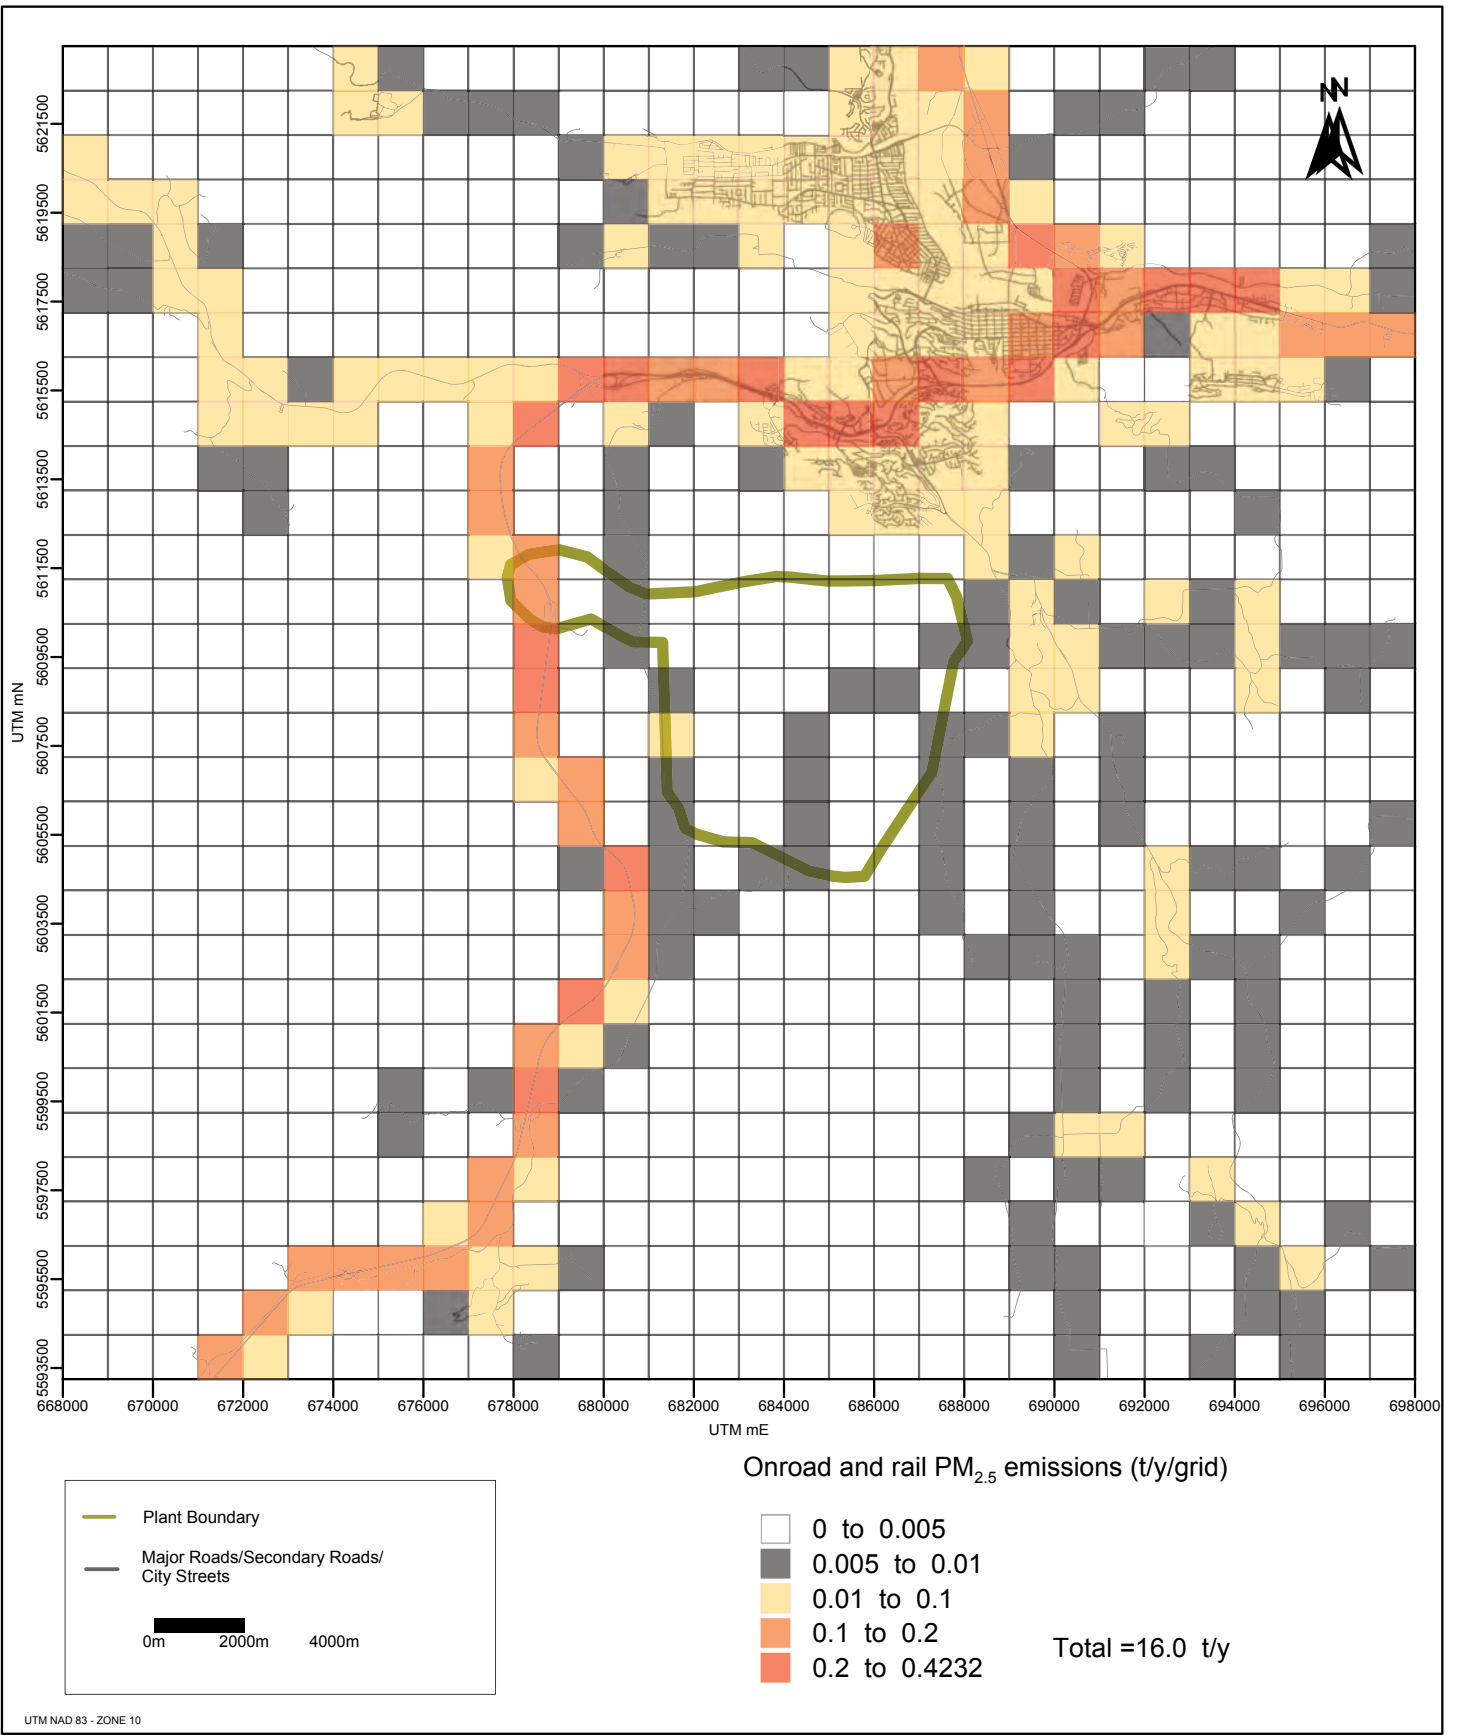 N N
5621500
5619500
5617500
5615500
5613500
5611500
5609500
5607500
5605500
5603500
5601500
5599500
5597500
5595500
5593500
UTM mN
668000 670000 672000 674000 676000 678000 680000 682000 684000 686000 688000 690000 692000 694000 696000 698000
UTM mE
Onroad and rail PM2.5 emissions (t/y/grid)
Plant Boundary
Major Roads/Secondary Roads/
City Streets
0m 2000m 4000m
0 to 0.005
0.005 to 0.01
0.01 to 0.1
0.1 to 0.2
0.2 to 0.4232
Total =16.0 t/y
UTM NAD 83 - ZONE 10